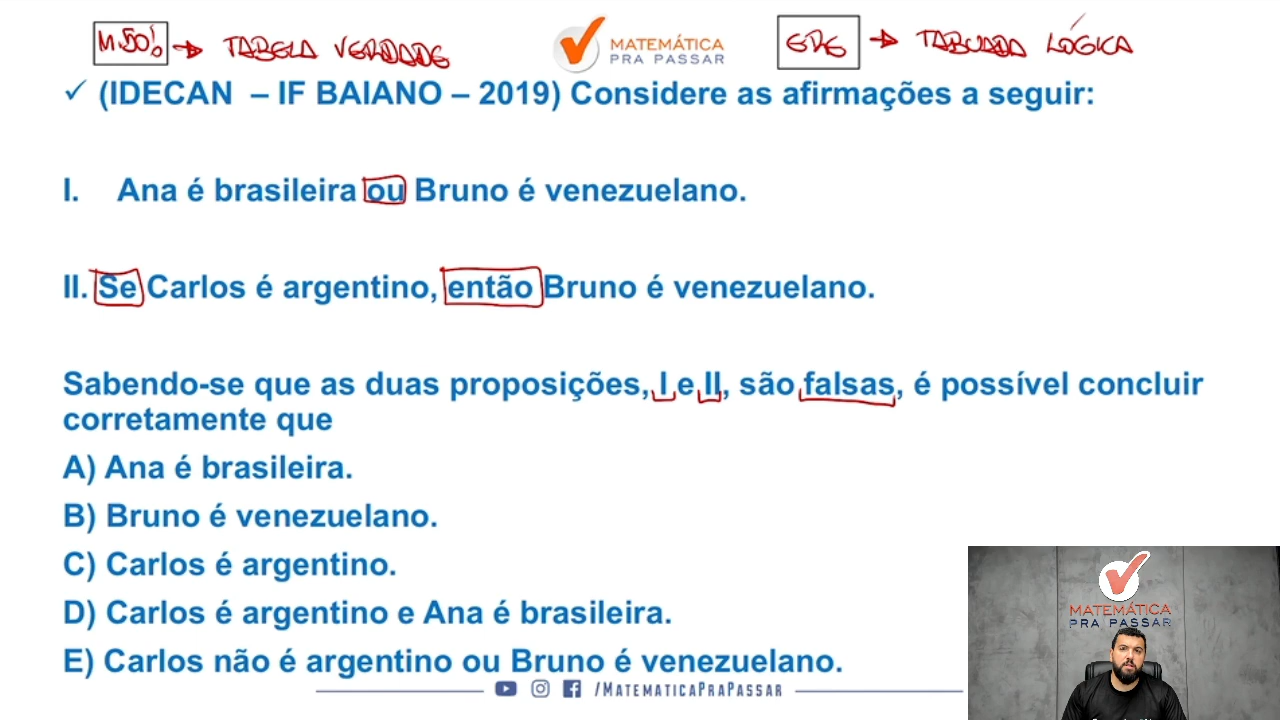 → TABELA VERDADE
MATEMÁTICA
PRA PASSAR
→ TABUADA LÓGICA
✓ (IDECAN – IF BAIANO – 2019) Considere as afirmações a seguir:
I. Ana é brasileira ou Bruno é venezuelano.
II. Se Carlos é argentino, então Bruno é venezuelano.
Sabendo-se que as duas proposições, I e II, são falsas, é possível concluir
corretamente que
A) Ana é brasileira.
B) Bruno é venezuelano.
C) Carlos é argentino.
D) Carlos é argentino e Ana é brasileira.
E) Carlos não é argentino ou Bruno é venezuelano.
/MATEMATICAPRAPASSAR
MATEMÁTICA
PRA PASSAR